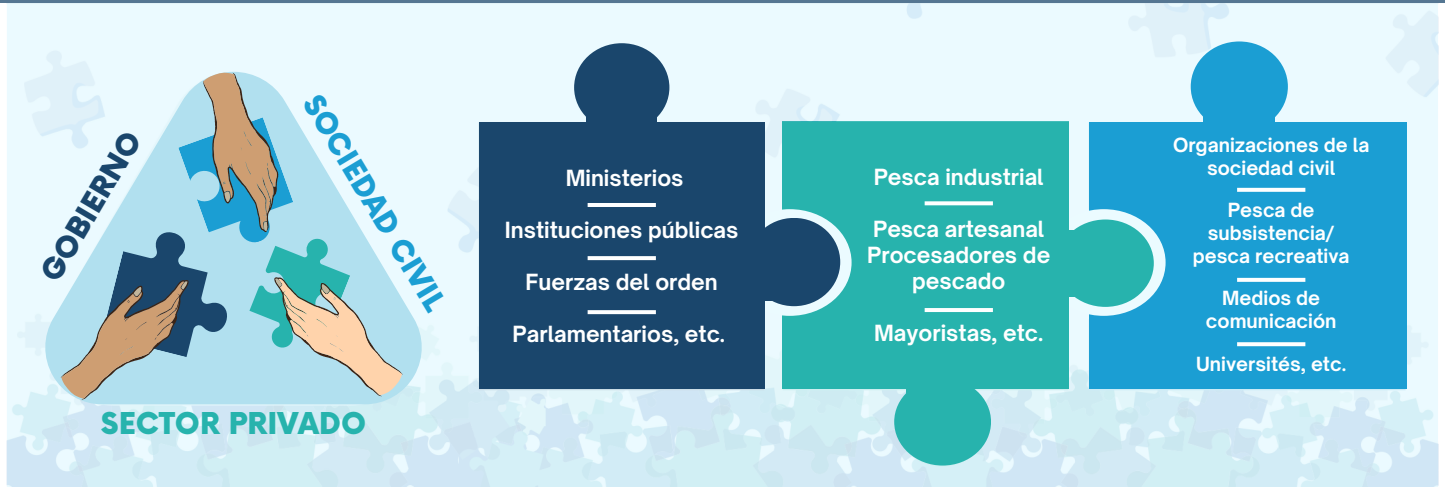 GOBIERNO
SOCIEDAD CIVIL
SECTOR PRIVADO
Ministerios
Instituciones públicas
Fuerzas del orden
Parlamentarios, etc.
Pesca industrial
Pesca artesanal
Procesadores de
pescado
Mayoristas, etc.
Organizaciones de la
sociedad civil
Pesca de
subsistencia/
pesca recreativa
Medios de
comunicación
Universités, etc.